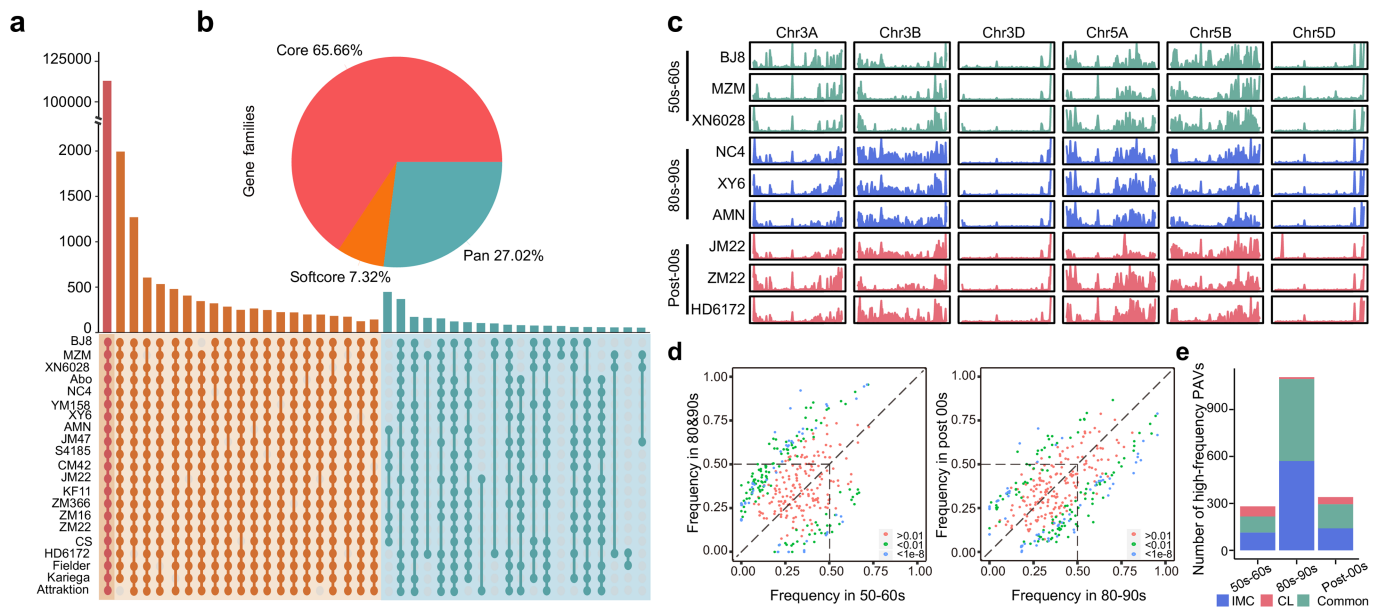 a
b
c
Gene families
125000
100000
2000
1500
1000
500
0
Core 65.66%
Softcore 7.32%
Pan 27.02%
BJ8
MZM
XN6028
Abo
NC4
YM158
XY6
AMN
JM47
S4185
CM42
JM22
KF11
ZM366
ZM16
ZM22
CS
HD6172
Fielder
Kariega
Attraktion
Chr3A Chr3B Chr3D Chr5A Chr5B Chr5D
50s-60s
BJ8
MZM
XN6028
80s-90s
NC4
XY6
AMN
Post-00s
JM22
ZM22
HD6172
d
Frequency in 80&90s
1.00
0.75
0.50
0.25
0.00
0.00 0.25 0.50 0.75 1.00
Frequency in 50-60s
>0.01
<0.01
<1e-8
Frequency in post 00s
1.00
0.75
0.50
0.25
0.00
0.00 0.25 0.50 0.75 1.00
Frequency in 80-90s
>0.01
<0.01
<1e-8
e
Number of high-frequency PAVs
900
600
300
0
50s-60s
80s-90s
Post-00s
IMC CL Common